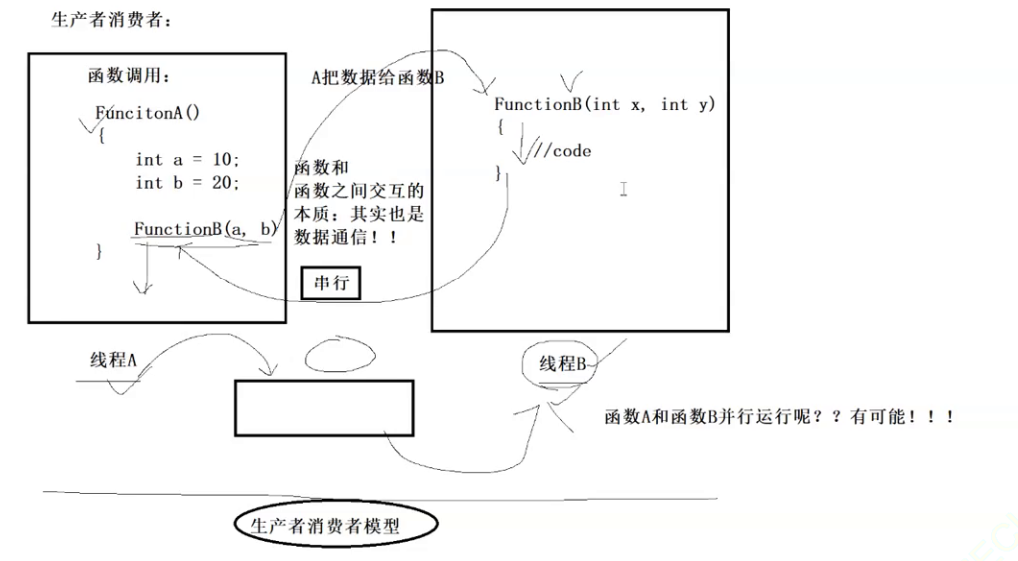 生产者消费者：
函数调用：
FuncitonA()
{
int a = 10;
int b = 20;
FunctionB(a, b)
}
A把数据给函数B
函数和
函数之间交互的
本质：其实也是
数据通信！！
串行
FunctionB(int x, int y)
{
//code
}
线程A
线程B
函数A和函数B并行运行呢？？有可能！！！
生产者消费者模型